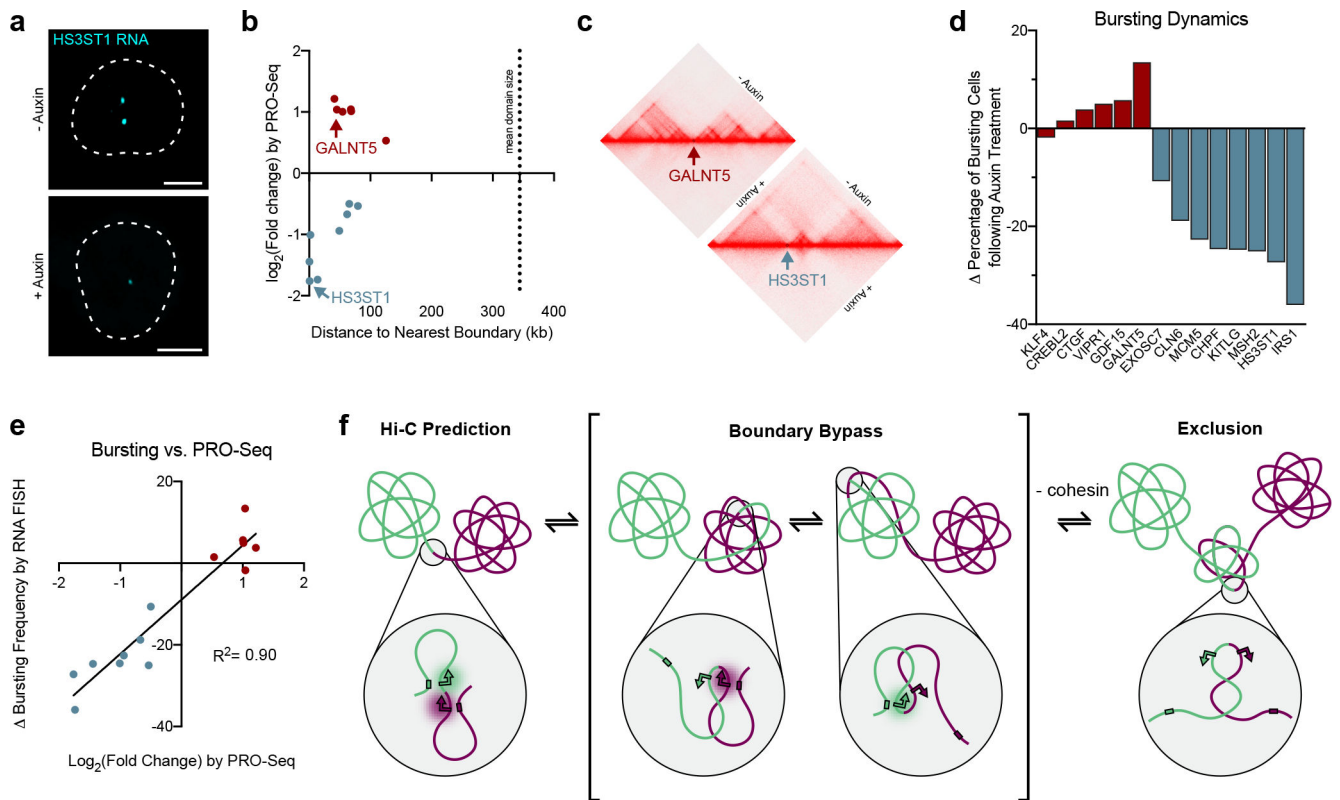 a
HS3ST1 RNA
- Auxin
+ Auxin
b
log2(Fold change) by PRO-Seq
2
1
0
-1
-2
GALNT5
HS3ST1
mean domain size
0 100 200 300 400
Distance to Nearest Boundary (kb)
c
- Auxin
GALNT5
+ Auxin
- Auxin
HS3ST1
+ Auxin
d
Bursting Dynamics
Δ Percentage of Bursting Cells
following Auxin Treatment
20
0
-20
-40
KLF4
CREBL2
CTGF
VIPR1
GDF15
GALNT5
EXOSC7
CLN6
MCM5
CHPF
KITLG
MSH2
HS3ST1
IRS1
e
Bursting vs. PRO-Seq
Δ Bursting Frequency by RNA FISH
20
-2 -1 1 2
-20
-40
R2= 0.90
Log2(Fold Change) by PRO-Seq
f
Hi-C Prediction
Boundary Bypass
Exclusion
- cohesin